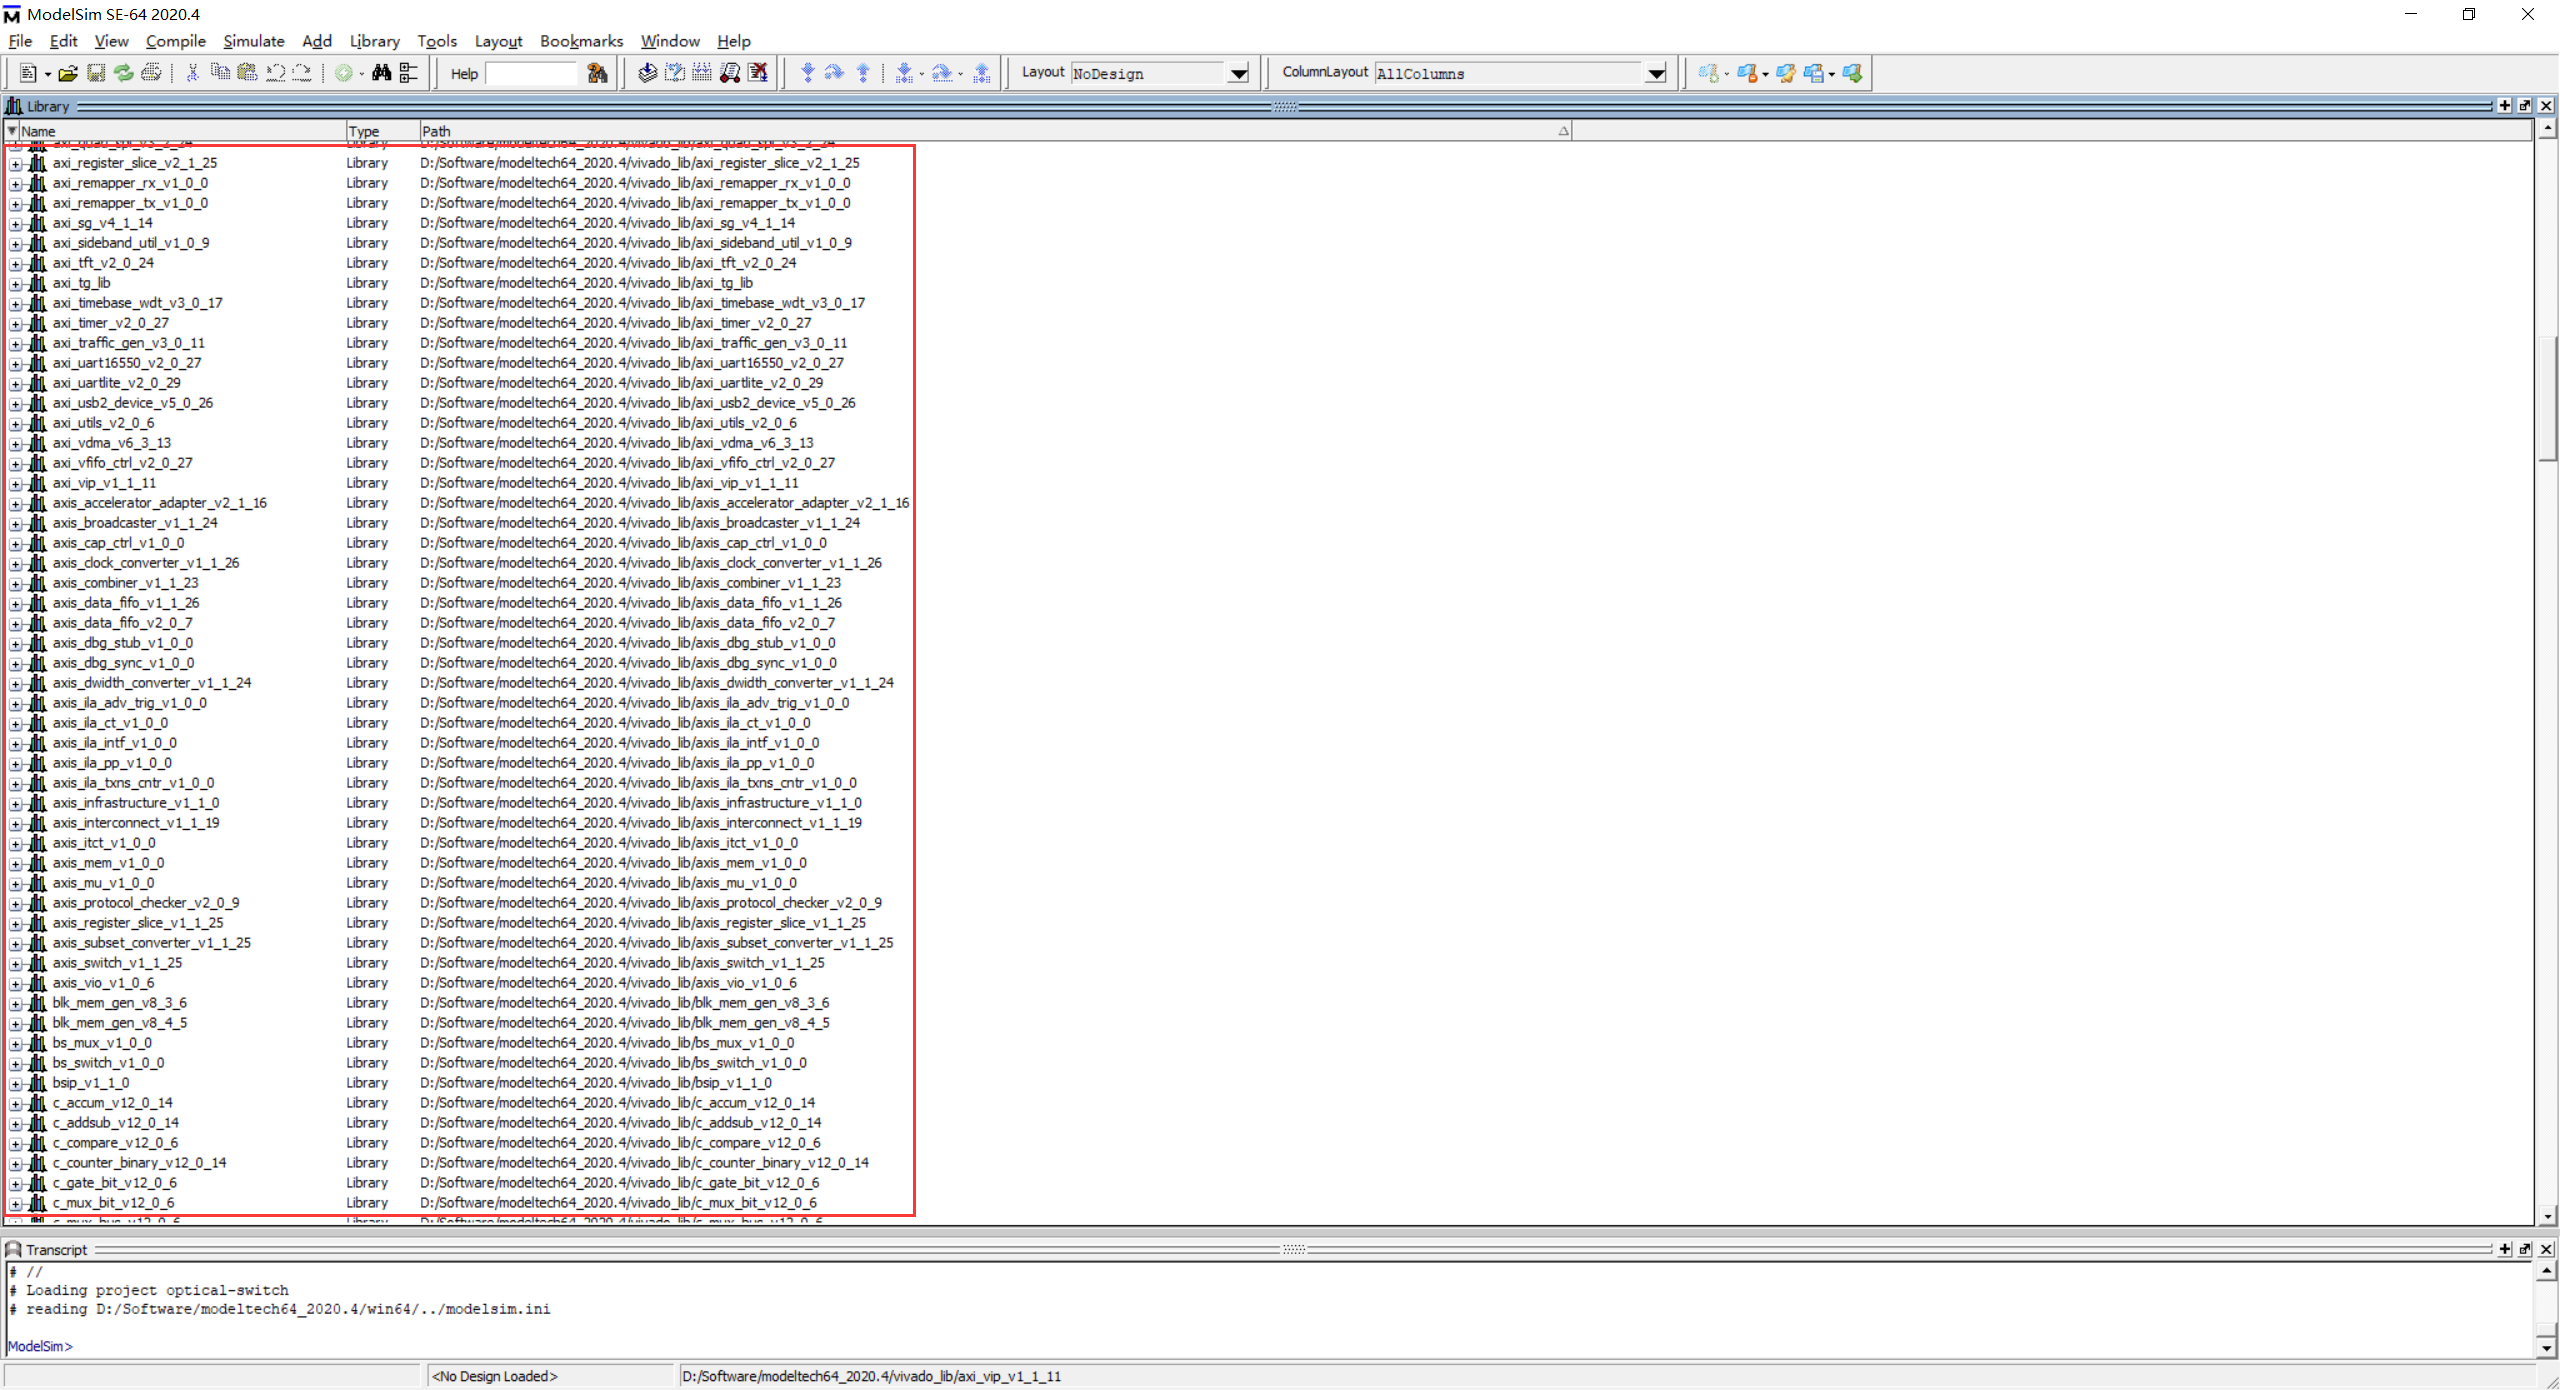 ModelSim SE-64 2020.4
File Edit View Compile Simulate Add Library Tools Layout Bookmarks Window Help
Help Layout NoDesign ColumnLayout AllColumns
Library
Name Type Path
axi_quad_spi_v3_2_24 Library D:/Software/modeltech64_2020.4/vivado_lib/axi_quad_spi_v3_2_24
axi_register_slice_v2_1_25 Library D:/Software/modeltech64_2020.4/vivado_lib/axi_register_slice_v2_1_25
axi_remapper_rx_v1_0_0 Library D:/Software/modeltech64_2020.4/vivado_lib/axi_remapper_rx_v1_0_0
axi_remapper_tx_v1_0_0 Library D:/Software/modeltech64_2020.4/vivado_lib/axi_remapper_tx_v1_0_0
axi_sg_v4_1_14 Library D:/Software/modeltech64_2020.4/vivado_lib/axi_sg_v4_1_14
axi_sideband_util_v1_0_9 Library D:/Software/modeltech64_2020.4/vivado_lib/axi_sideband_util_v1_0_9
axi_tft_v2_0_24 Library D:/Software/modeltech64_2020.4/vivado_lib/axi_tft_v2_0_24
axi_tg_lib Library D:/Software/modeltech64_2020.4/vivado_lib/axi_tg_lib
axi_timebase_wdt_v3_0_17 Library D:/Software/modeltech64_2020.4/vivado_lib/axi_timebase_wdt_v3_0_17
axi_timer_v2_0_27 Library D:/Software/modeltech64_2020.4/vivado_lib/axi_timer_v2_0_27
axi_traffic_gen_v3_0_11 Library D:/Software/modeltech64_2020.4/vivado_lib/axi_traffic_gen_v3_0_11
axi_uart16550_v2_0_27 Library D:/Software/modeltech64_2020.4/vivado_lib/axi_uart16550_v2_0_27
axi_uartlite_v2_0_29 Library D:/Software/modeltech64_2020.4/vivado_lib/axi_uartlite_v2_0_29
axi_usb2_device_v5_0_26 Library D:/Software/modeltech64_2020.4/vivado_lib/axi_usb2_device_v5_0_26
axi_utils_v2_0_6 Library D:/Software/modeltech64_2020.4/vivado_lib/axi_utils_v2_0_6
axi_vdma_v6_3_13 Library D:/Software/modeltech64_2020.4/vivado_lib/axi_vdma_v6_3_13
axi_vfifo_ctrl_v2_0_27 Library D:/Software/modeltech64_2020.4/vivado_lib/axi_vfifo_ctrl_v2_0_27
axi_vip_v1_1_11 Library D:/Software/modeltech64_2020.4/vivado_lib/axi_vip_v1_1_11
axis_accelerator_adapter_v2_1_16 Library D:/Software/modeltech64_2020.4/vivado_lib/axis_accelerator_adapter_v2_1_16
axis_broadcaster_v1_1_24 Library D:/Software/modeltech64_2020.4/vivado_lib/axis_broadcaster_v1_1_24
axis_cap_ctrl_v1_0_0 Library D:/Software/modeltech64_2020.4/vivado_lib/axis_cap_ctrl_v1_0_0
axis_clock_converter_v1_1_26 Library D:/Software/modeltech64_2020.4/vivado_lib/axis_clock_converter_v1_1_26
axis_combiner_v1_1_23 Library D:/Software/modeltech64_2020.4/vivado_lib/axis_combiner_v1_1_23
axis_data_fifo_v1_1_26 Library D:/Software/modeltech64_2020.4/vivado_lib/axis_data_fifo_v1_1_26
axis_data_fifo_v2_0_7 Library D:/Software/modeltech64_2020.4/vivado_lib/axis_data_fifo_v2_0_7
axis_dbg_stub_v1_0_0 Library D:/Software/modeltech64_2020.4/vivado_lib/axis_dbg_stub_v1_0_0
axis_dbg_sync_v1_0_0 Library D:/Software/modeltech64_2020.4/vivado_lib/axis_dbg_sync_v1_0_0
axis_dwidth_converter_v1_1_24 Library D:/Software/modeltech64_2020.4/vivado_lib/axis_dwidth_converter_v1_1_24
axis_ila_adv_trig_v1_0_0 Library D:/Software/modeltech64_2020.4/vivado_lib/axis_ila_adv_trig_v1_0_0
axis_ila_ct_v1_0_0 Library D:/Software/modeltech64_2020.4/vivado_lib/axis_ila_ct_v1_0_0
axis_ila_intf_v1_0_0 Library D:/Software/modeltech64_2020.4/vivado_lib/axis_ila_intf_v1_0_0
axis_ila_pp_v1_0_0 Library D:/Software/modeltech64_2020.4/vivado_lib/axis_ila_pp_v1_0_0
axis_ila_txns_cntr_v1_0_0 Library D:/Software/modeltech64_2020.4/vivado_lib/axis_ila_txns_cntr_v1_0_0
axis_infrastructure_v1_1_0 Library D:/Software/modeltech64_2020.4/vivado_lib/axis_infrastructure_v1_1_0
axis_interconnect_v1_1_19 Library D:/Software/modeltech64_2020.4/vivado_lib/axis_interconnect_v1_1_19
axis_itct_v1_0_0 Library D:/Software/modeltech64_2020.4/vivado_lib/axis_itct_v1_0_0
axis_mem_v1_0_0 Library D:/Software/modeltech64_2020.4/vivado_lib/axis_mem_v1_0_0
axis_mu_v1_0_0 Library D:/Software/modeltech64_2020.4/vivado_lib/axis_mu_v1_0_0
axis_protocol_checker_v2_0_9 Library D:/Software/modeltech64_2020.4/vivado_lib/axis_protocol_checker_v2_0_9
axis_register_slice_v1_1_25 Library D:/Software/modeltech64_2020.4/vivado_lib/axis_register_slice_v1_1_25
axis_subset_converter_v1_1_25 Library D:/Software/modeltech64_2020.4/vivado_lib/axis_subset_converter_v1_1_25
axis_switch_v1_1_25 Library D:/Software/modeltech64_2020.4/vivado_lib/axis_switch_v1_1_25
axis_vio_v1_0_6 Library D:/Software/modeltech64_2020.4/vivado_lib/axis_vio_v1_0_6
blk_mem_gen_v8_3_6 Library D:/Software/modeltech64_2020.4/vivado_lib/blk_mem_gen_v8_3_6
blk_mem_gen_v8_4_5 Library D:/Software/modeltech64_2020.4/vivado_lib/blk_mem_gen_v8_4_5
bs_mux_v1_0_0 Library D:/Software/modeltech64_2020.4/vivado_lib/bs_mux_v1_0_0
bs_switch_v1_0_0 Library D:/Software/modeltech64_2020.4/vivado_lib/bs_switch_v1_0_0
bsip_v1_1_0 Library D:/Software/modeltech64_2020.4/vivado_lib/bsip_v1_1_0
c_accum_v12_0_14 Library D:/Software/modeltech64_2020.4/vivado_lib/c_accum_v12_0_14
c_addsub_v12_0_14 Library D:/Software/modeltech64_2020.4/vivado_lib/c_addsub_v12_0_14
c_compare_v12_0_6 Library D:/Software/modeltech64_2020.4/vivado_lib/c_compare_v12_0_6
c_counter_binary_v12_0_14 Library D:/Software/modeltech64_2020.4/vivado_lib/c_counter_binary_v12_0_14
c_gate_bit_v12_0_6 Library D:/Software/modeltech64_2020.4/vivado_lib/c_gate_bit_v12_0_6
c_mux_bit_v12_0_6 Library D:/Software/modeltech64_2020.4/vivado_lib/c_mux_bit_v12_0_6
c_mux_bus_v12_0_6 Library D:/Software/modeltech64_2020.4/vivado_lib/c_mux_bus_v12_0_6
Transcript
# //
# Loading project optical-switch
# reading D:/Software/modeltech64_2020.4/win64/../modelsim.ini
ModelSim>
<No Design Loaded> D:/Software/modeltech64_2020.4/vivado_lib/axi_vip_v1_1_11